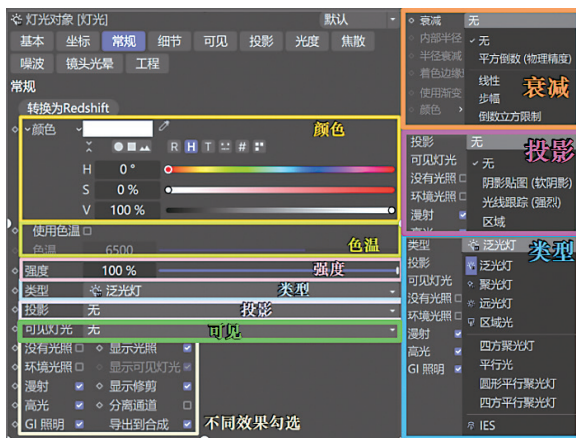 灯光对象 [灯光] 默认
基本 坐标 常规 细节 可见 投影 光度 焦散
噪波 镜头光晕 工程
常规
转换为Redshift
颜色 颜色
R H T #
H 0 °
S 0 %
V 100 %
使用色温
色温 6500 色温
强度 100 % 强度
类型 泛光灯 类型
投影 无 投影
可见灯光 无 可见
没有光照 显示光照
环境光照 显示可见灯光
漫射 显示修剪
高光 分离通道
GI 照明 导出到合成
不同效果勾选
衰减 无
内部半径 无
半径衰减 平方倒数 (物理精度)
着色边缘
使用渐变 线性
颜色 步幅
倒数立方限制
衰减
投影 无 投影
可见灯光 无
没有光照 阴影贴图 (软阴影)
环境光照 光线跟踪 (强烈)
漫射 区域
类型 泛光灯 类型
投影 泛光灯
可见灯光 聚光灯
没有光照 远光灯
环境光照 区域光
漫射
高光 四方聚光灯
GI 照明 平行光
圆形平行聚光灯
四方平行聚光灯
IES